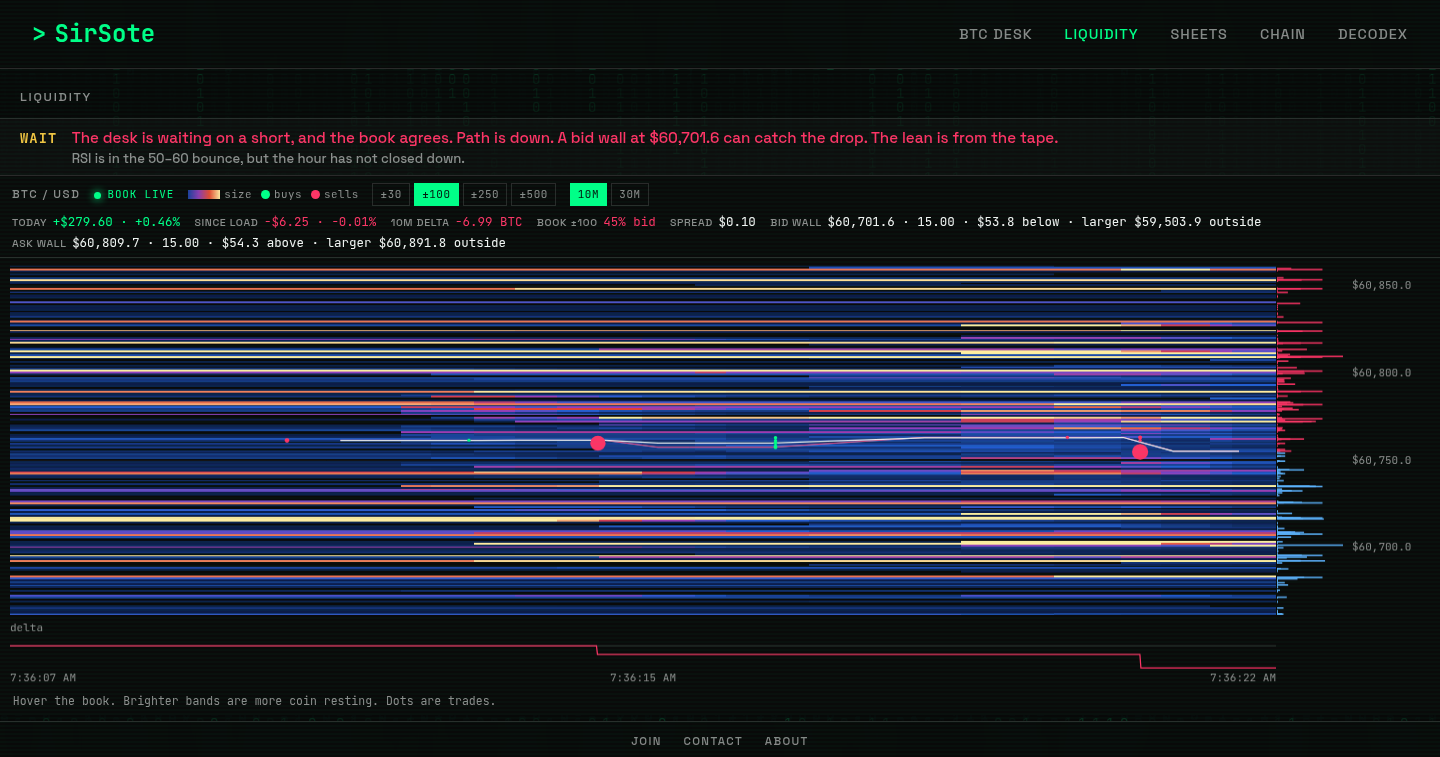 > SirSote
BTC DESK LIQUIDITY SHEETS CHAIN DECODEX
LIQUIDITY
WAIT The desk is waiting on a short, and the book agrees. Path is down. A bid wall at $60,701.6 can catch the drop. The lean is from the tape.
RSI is in the 50–60 bounce, but the hour has not closed down.
BTC / USD BOOK LIVE size buys sells ±30 ±100 ±250 ±500 10M 30M
TODAY +$279.60 · +0.46% SINCE LOAD -$6.25 · -0.01% 10M DELTA -6.99 BTC BOOK ±100 45% bid SPREAD $0.10 BID WALL $60,701.6 · 15.00 · $53.8 below · larger $59,503.9 outside
ASK WALL $60,809.7 · 15.00 · $54.3 above · larger $60,891.8 outside
$60,850.0
$60,800.0
$60,750.0
$60,700.0
delta
7:36:07 AM 7:36:15 AM 7:36:22 AM
Hover the book. Brighter bands are more coin resting. Dots are trades.
JOIN CONTACT ABOUT